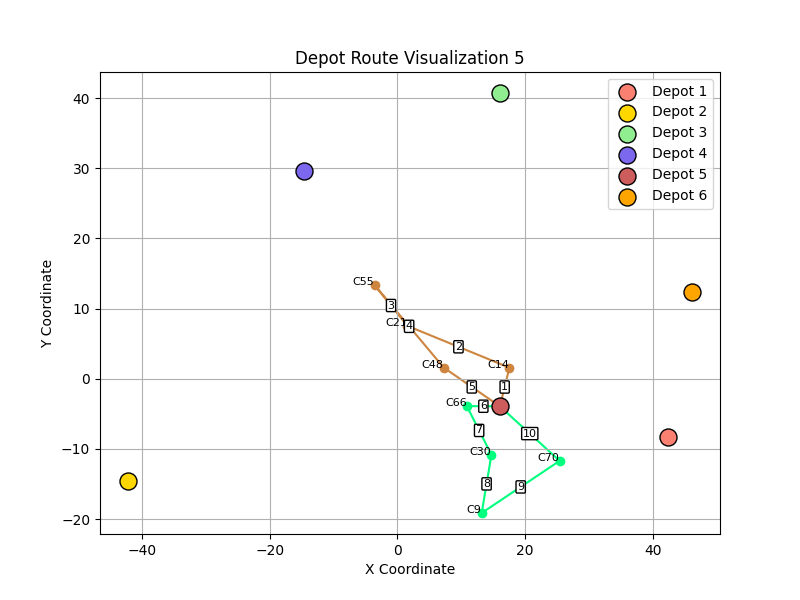 Depot Route Visualization 5
Depot 1
Depot 2
Depot 3
Depot 4
Depot 5
Depot 6
Y Coordinate
40
30
20
10
0
−10
−20
C55
3
C21
4
2
C48
C14
5
1
C66
6
7
10
C30
C70
8
9
C9
−40
−20
0
20
40
X Coordinate